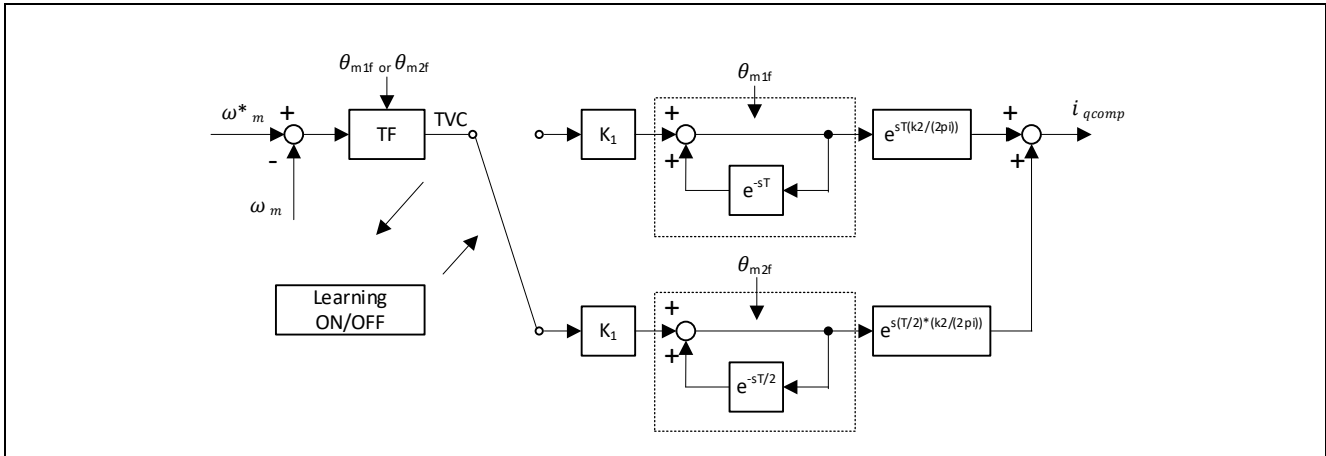 θm1f or θm2f
ω*m
+
-
ωm
TF
TVC
Learning
ON/OFF
K1
θm1f
+
+
e-sT
esT(k2/(2pi))
+
+
i qcomp
K1
θm2f
+
+
e-sT/2
es(T/2)*(k2/(2pi))